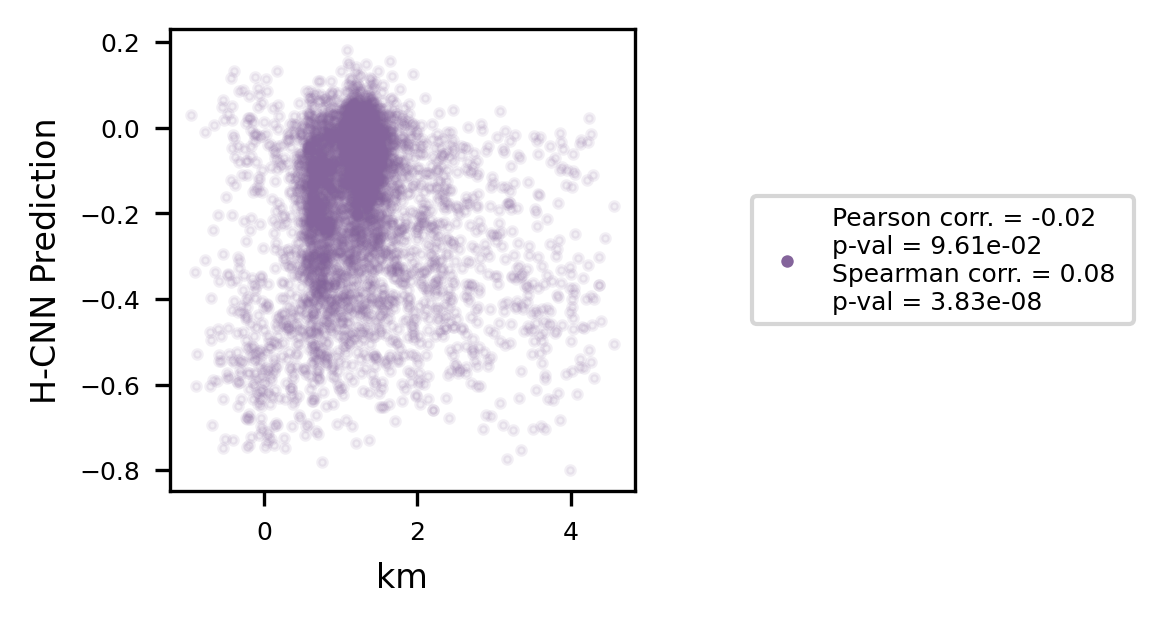 0.2
0.0
−0.2
−0.4
−0.6
−0.8
H-CNN Prediction
0 2 4
km
Pearson corr. = -0.02
p-val = 9.61e-02
Spearman corr. = 0.08
p-val = 3.83e-08